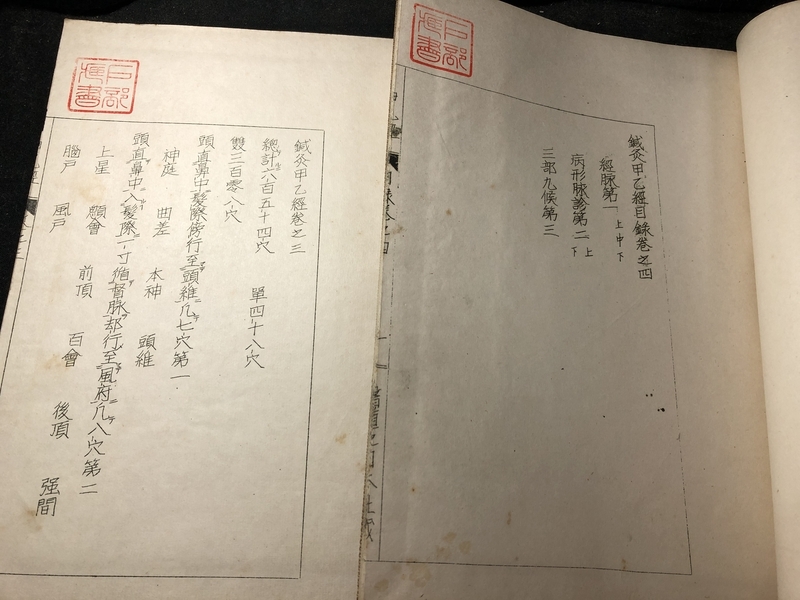 鍼灸甲乙經目錄卷之四
經脉第一 上中下
病形脉診第二 上下
三部九候第三
鍼灸甲乙經卷之三
總計六百五十四穴 單四十八穴
雙三百零八穴
頭直鼻中髮際傍行至頭維凢七穴第一
神庭 曲差 本神 頭維
頭直鼻中入髮際一寸循督脉却行至風府凢八穴第二
上星 顖會 前頂 百會 後頂 强間
腦戶 風戶
戶部
藏書
戶部
藏書